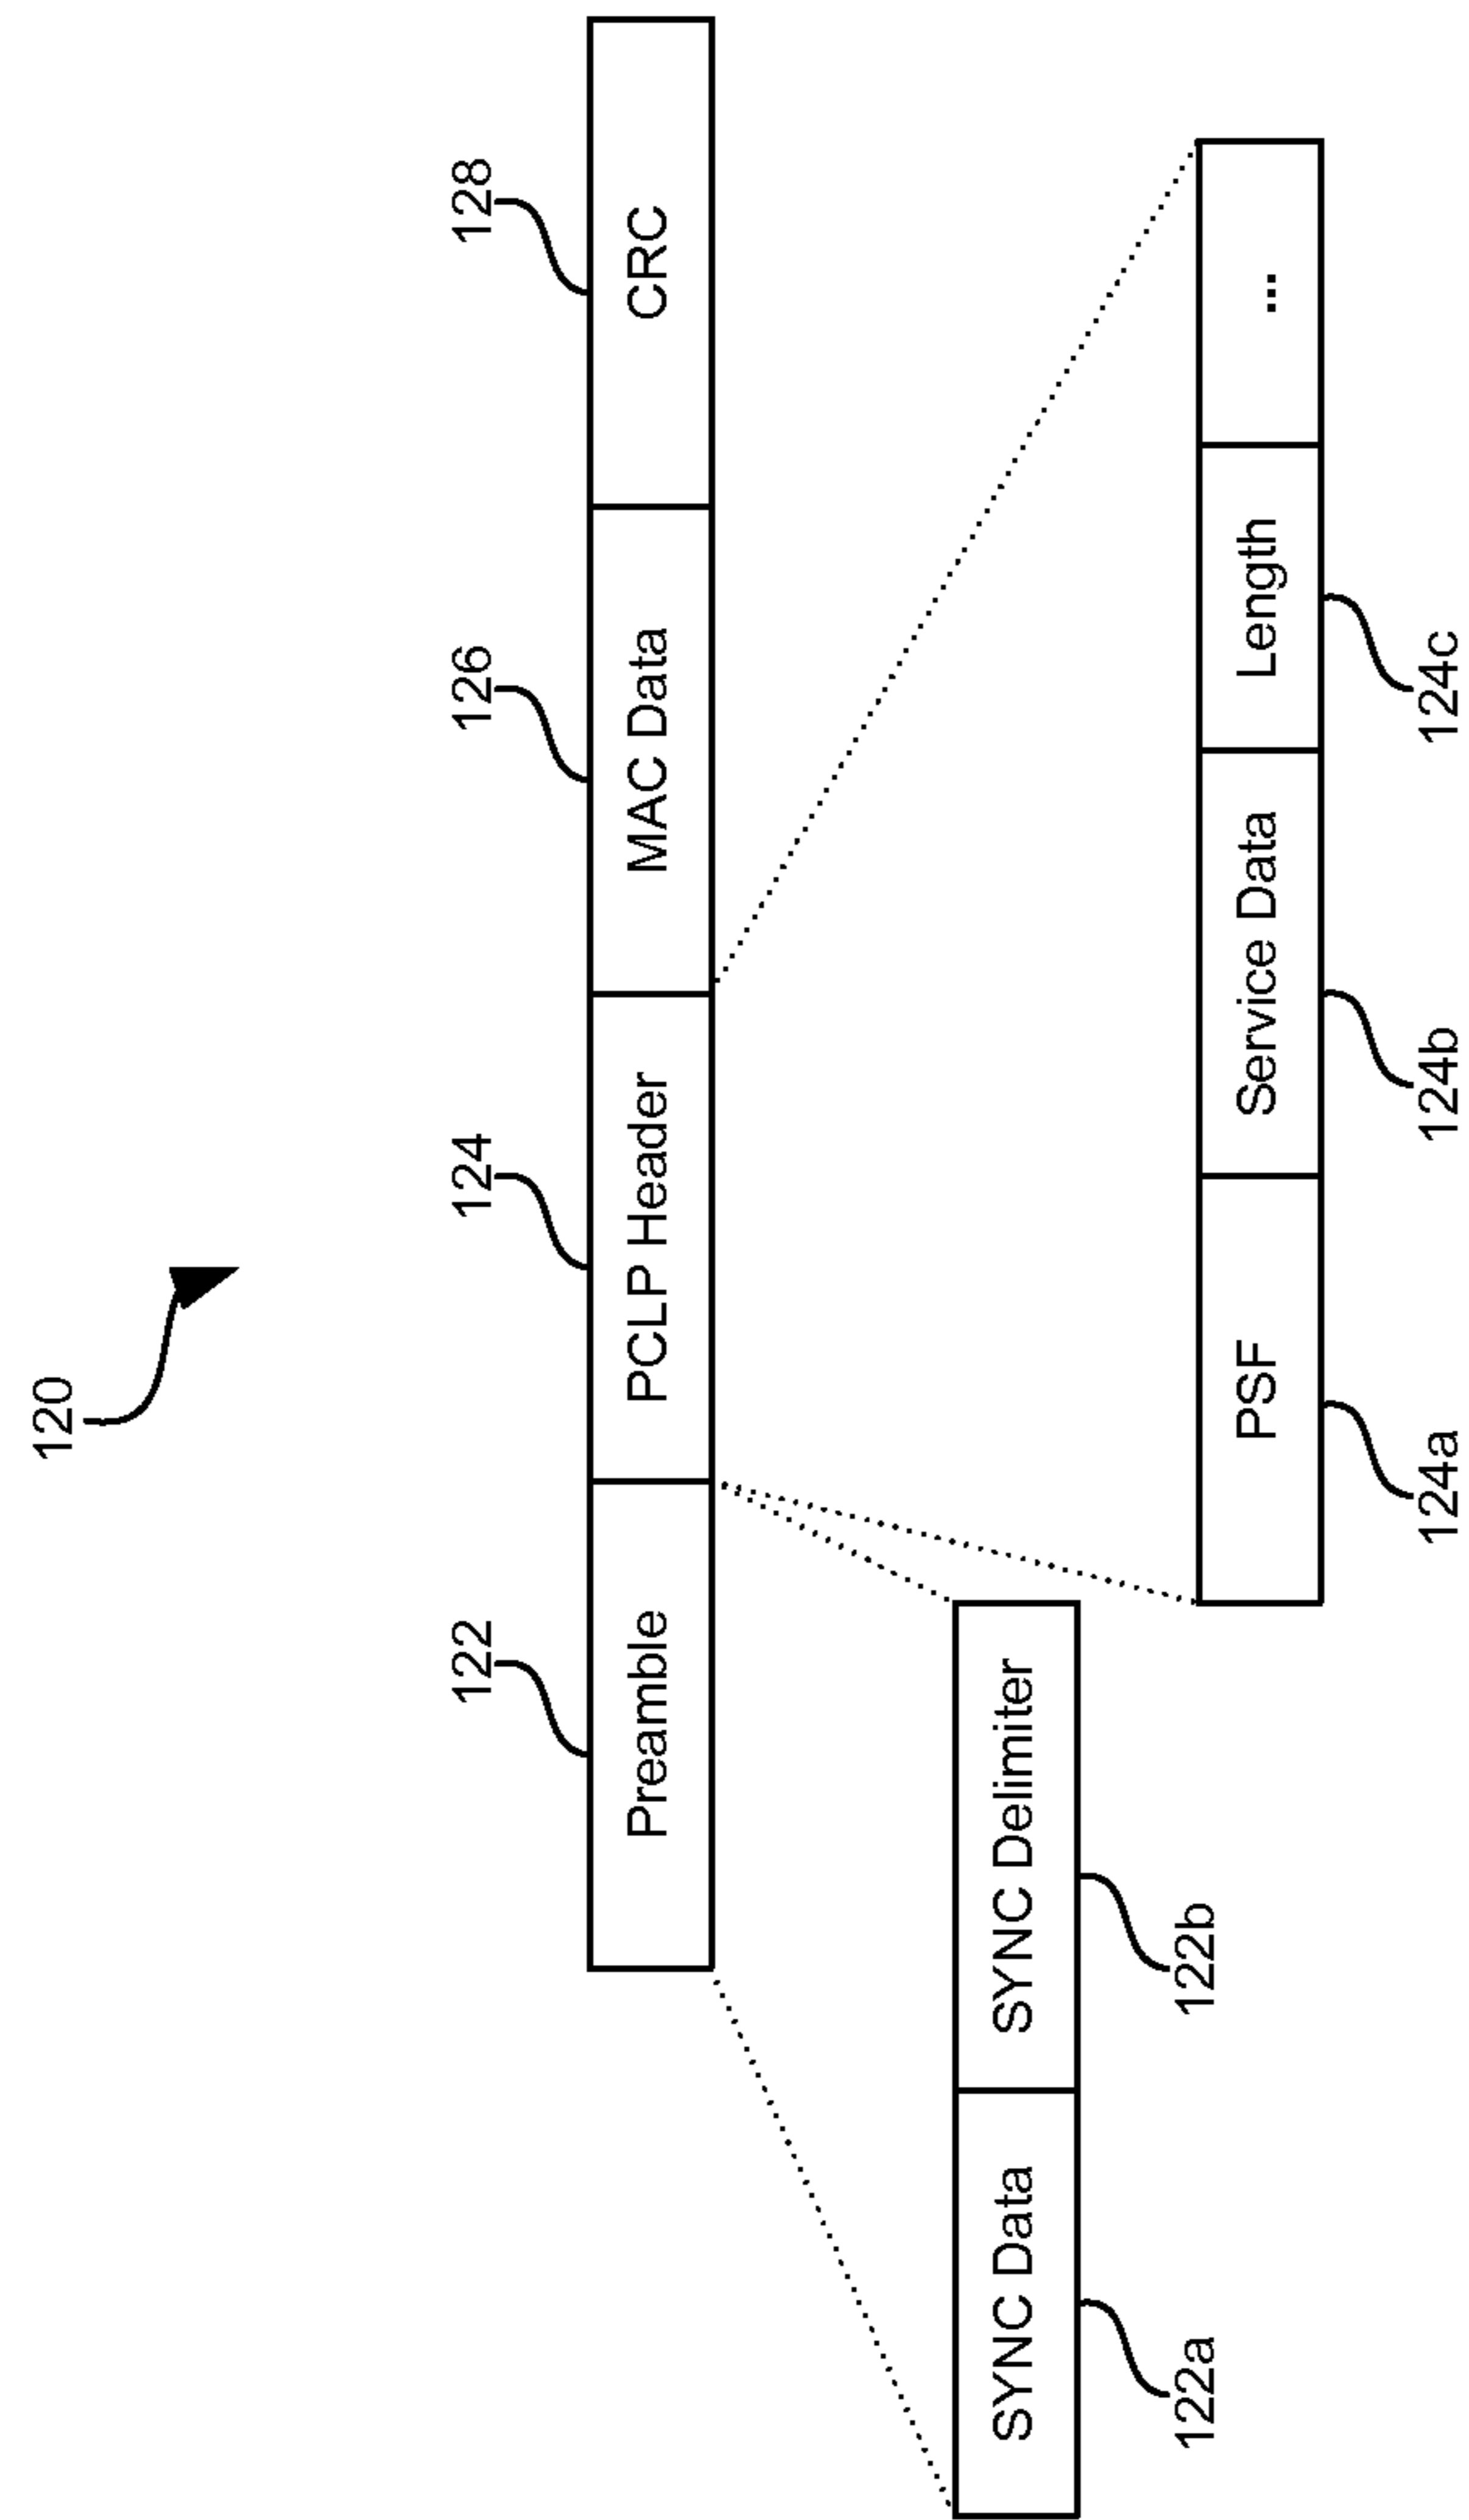 120
122
124
126
128
Preamble
PCLP Header
MAC Data
CRC
SYNC Data
SYNC Delimiter
122a
122b
PSF
Service Data
Length
...
124a
124b
124c